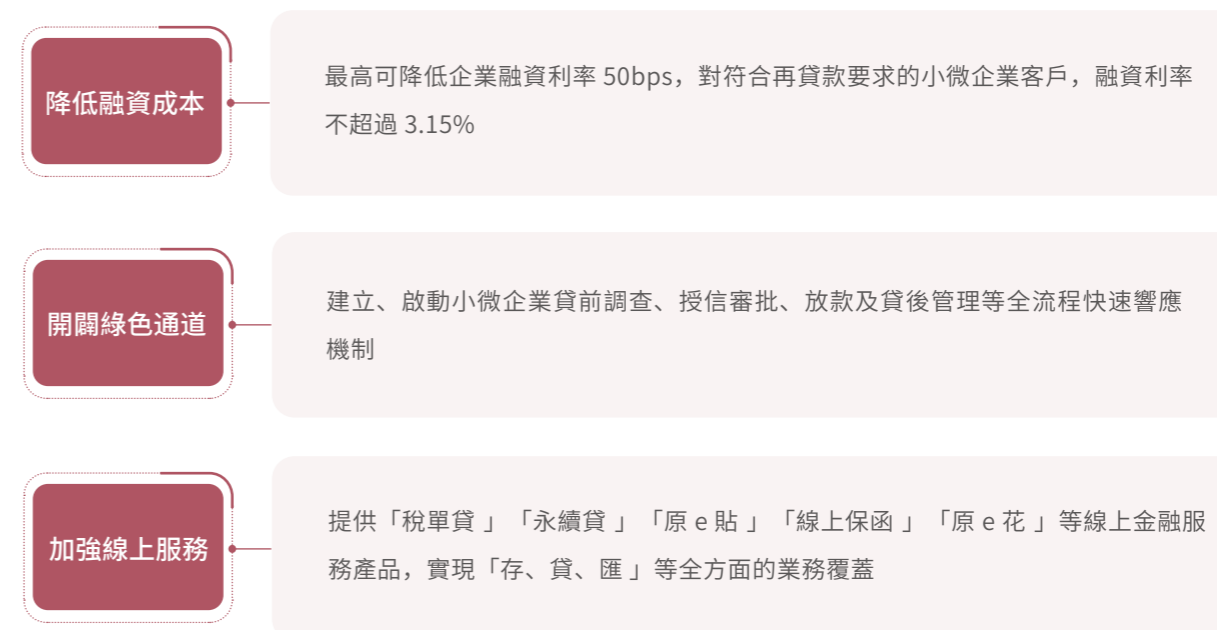 降低融資成本
最高可降低企業融資利率 50bps，對符合再貸款要求的小微企業客戶，融資利率
不超過 3.15%
開闢綠色通道
建立、啟動小微企業貸前調查、授信審批、放款及貸後管理等全流程快速響應
機制
加強線上服務
提供「稅單貸 」「永續貸 」「原 e 貼 」「線上保函 」「原 e 花 」等線上金融服
務產品，實現「存、貸、匯 」等全方面的業務覆蓋